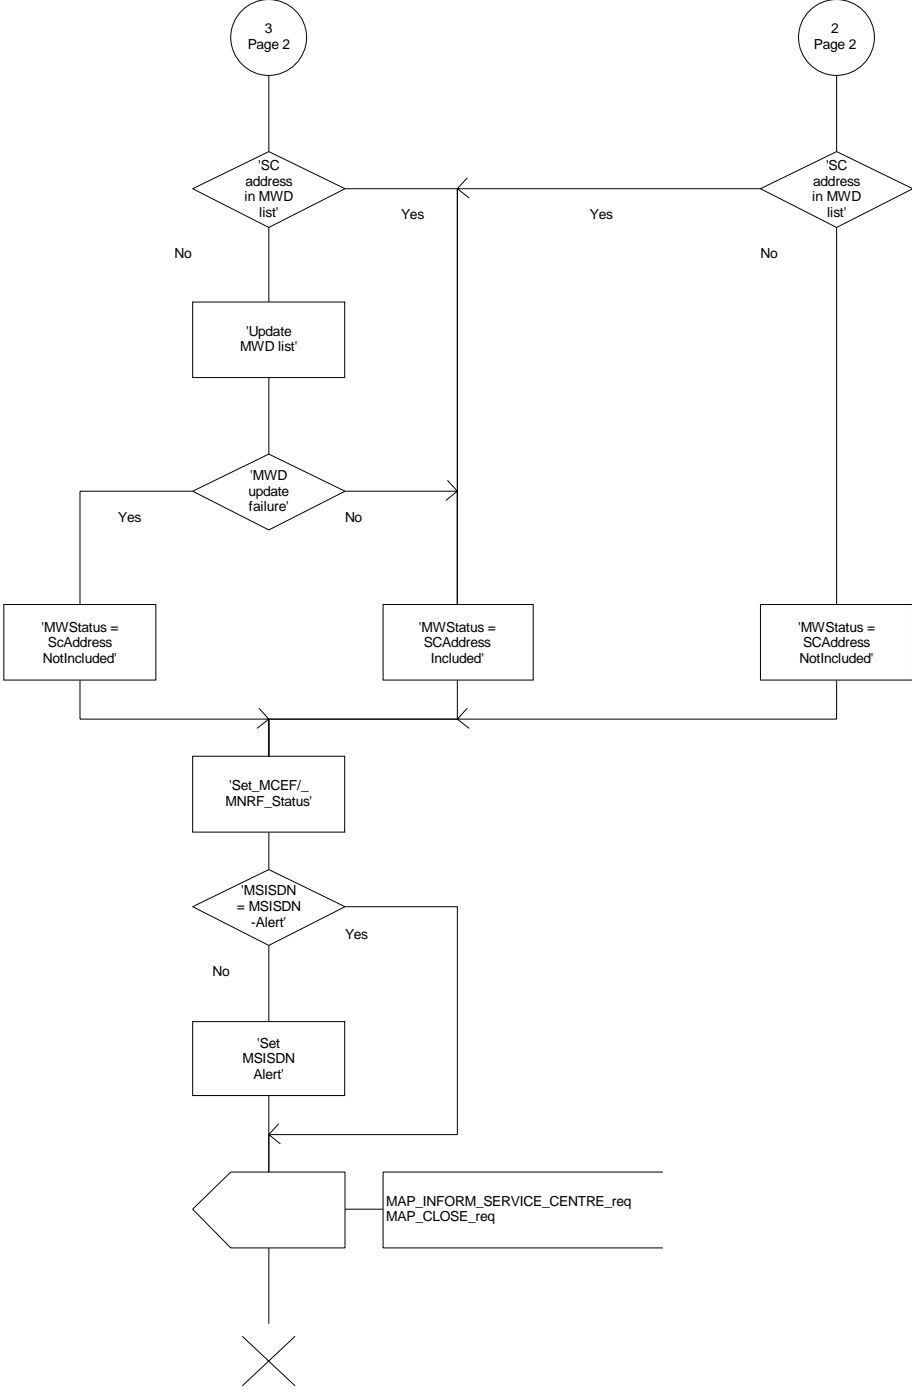 3
Page 2
2
Page 2
'SC
address
in MWD
list'
'SC
address
in MWD
list'
Yes
Yes
No
No
'Update
MWD list'
'MWD
update
failure'
Yes
No
'MWStatus =
ScAddress
NotIncluded'
'MWStatus =
SCAddress
Included'
'MWStatus =
SCAddress
NotIncluded'
'Set_MCEF/_
MNRF_Status'
'MSISDN
= MSISDN
-Alert'
Yes
No
'Set
MSISDN
Alert'
MAP_INFORM_SERVICE_CENTRE_req
MAP_CLOSE_req